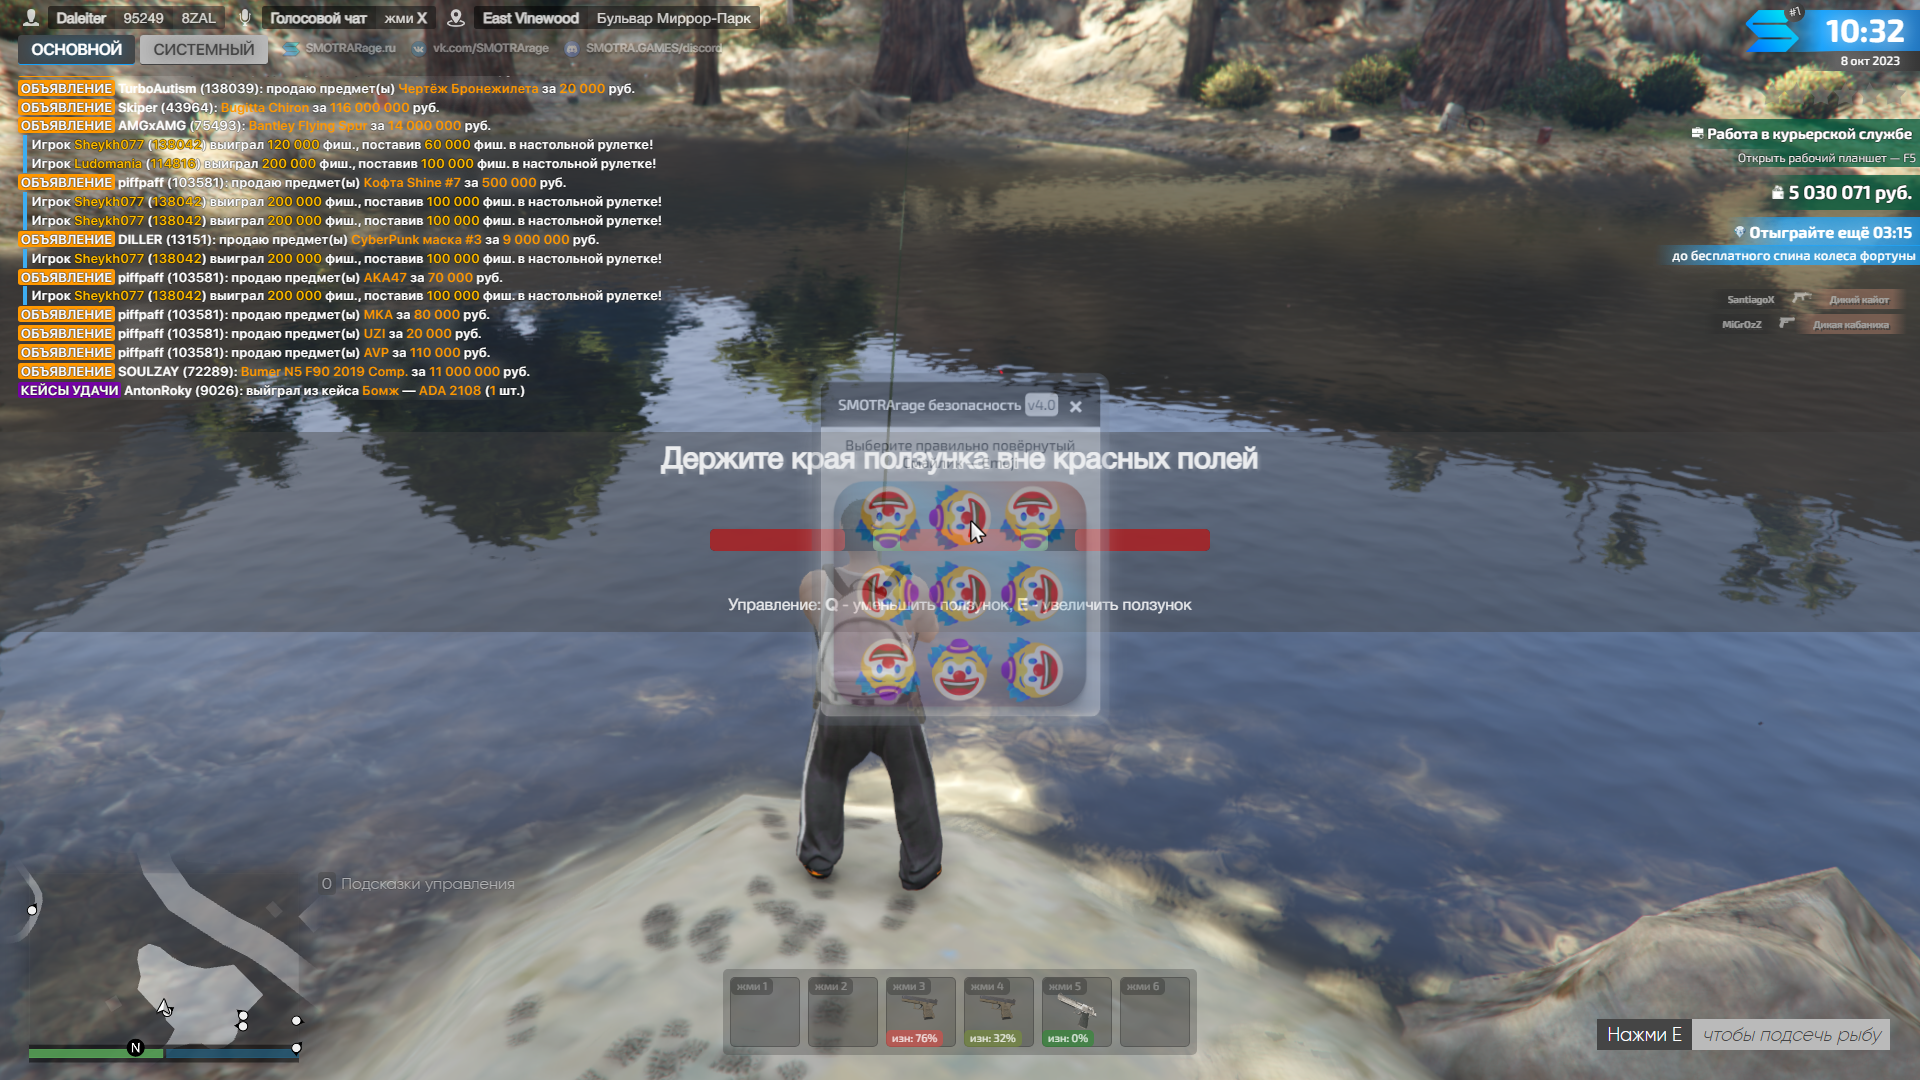 Daleiter 95249 8ZAL Голосовой чат жми X East Vinewood Бульвар Миррор-Парк
ОСНОВНОЙ СИСТЕМНЫЙ SMOTRARage.ru vk.com/SMOTRArage SMOTRA.GAMES/discord
ОБЪЯВЛЕНИЕ TurboAutism (138039): продаю предмет(ы) Чертёж Бронежилета за 20 000 руб.
ОБЪЯВЛЕНИЕ Skiper (43964): Bugitta Chiron за 116 000 000 руб.
ОБЪЯВЛЕНИЕ AMGxAMG (75493): Bantley Flying Spur за 14 000 000 руб.
Игрок Sheykh077 (138042) выиграл 120 000 фиш., поставив 60 000 фиш. в настольной рулетке!
Игрок Ludomania (114816) выиграл 200 000 фиш., поставив 100 000 фиш. в настольной рулетке!
ОБЪЯВЛЕНИЕ piffpaff (103581): продаю предмет(ы) Кофта Shine #7 за 500 000 руб.
Игрок Sheykh077 (138042) выиграл 200 000 фиш., поставив 100 000 фиш. в настольной рулетке!
Игрок Sheykh077 (138042) выиграл 200 000 фиш., поставив 100 000 фиш. в настольной рулетке!
ОБЪЯВЛЕНИЕ DILLER (13151): продаю предмет(ы) CyberPunk маска #3 за 9 000 000 руб.
Игрок Sheykh077 (138042) выиграл 200 000 фиш., поставив 100 000 фиш. в настольной рулетке!
ОБЪЯВЛЕНИЕ piffpaff (103581): продаю предмет(ы) AKA47 за 70 000 руб.
Игрок Sheykh077 (138042) выиграл 200 000 фиш., поставив 100 000 фиш. в настольной рулетке!
ОБЪЯВЛЕНИЕ piffpaff (103581): продаю предмет(ы) МКА за 80 000 руб.
ОБЪЯВЛЕНИЕ piffpaff (103581): продаю предмет(ы) UZI за 20 000 руб.
ОБЪЯВЛЕНИЕ piffpaff (103581): продаю предмет(ы) AVP за 110 000 руб.
ОБЪЯВЛЕНИЕ SOULZAY (72289): Bumer N5 F90 2019 Comp. за 11 000 000 руб.
КЕЙСЫ УДАЧИ AntonRoky (9026): выйграл из кейса Бомж — ADA 2108 (1 шт.)
#1
10:32
8 окт 2023
Работа в курьерской службе
Открыть рабочий планшет — F5
5 030 071 руб.
Отыграйте ещё 03:15
до бесплатного спина колеса фортуны
SantiagoX Дикий койот
MiGrOzZ Дикая кабаниха
SMOTRArage безопасность v4.0
Выберите правильно повёрнутый
Держите края ползунка вне красных полей
Управление: Q - уменьшить ползунок, E - увеличить ползунок
0 Подсказки управления
N
жми 1 жми 2 жми 3 жми 4 жми 5 жми 6
изн: 76% изн: 32% изн: 0%
Нажми E чтобы подсечь рыбу